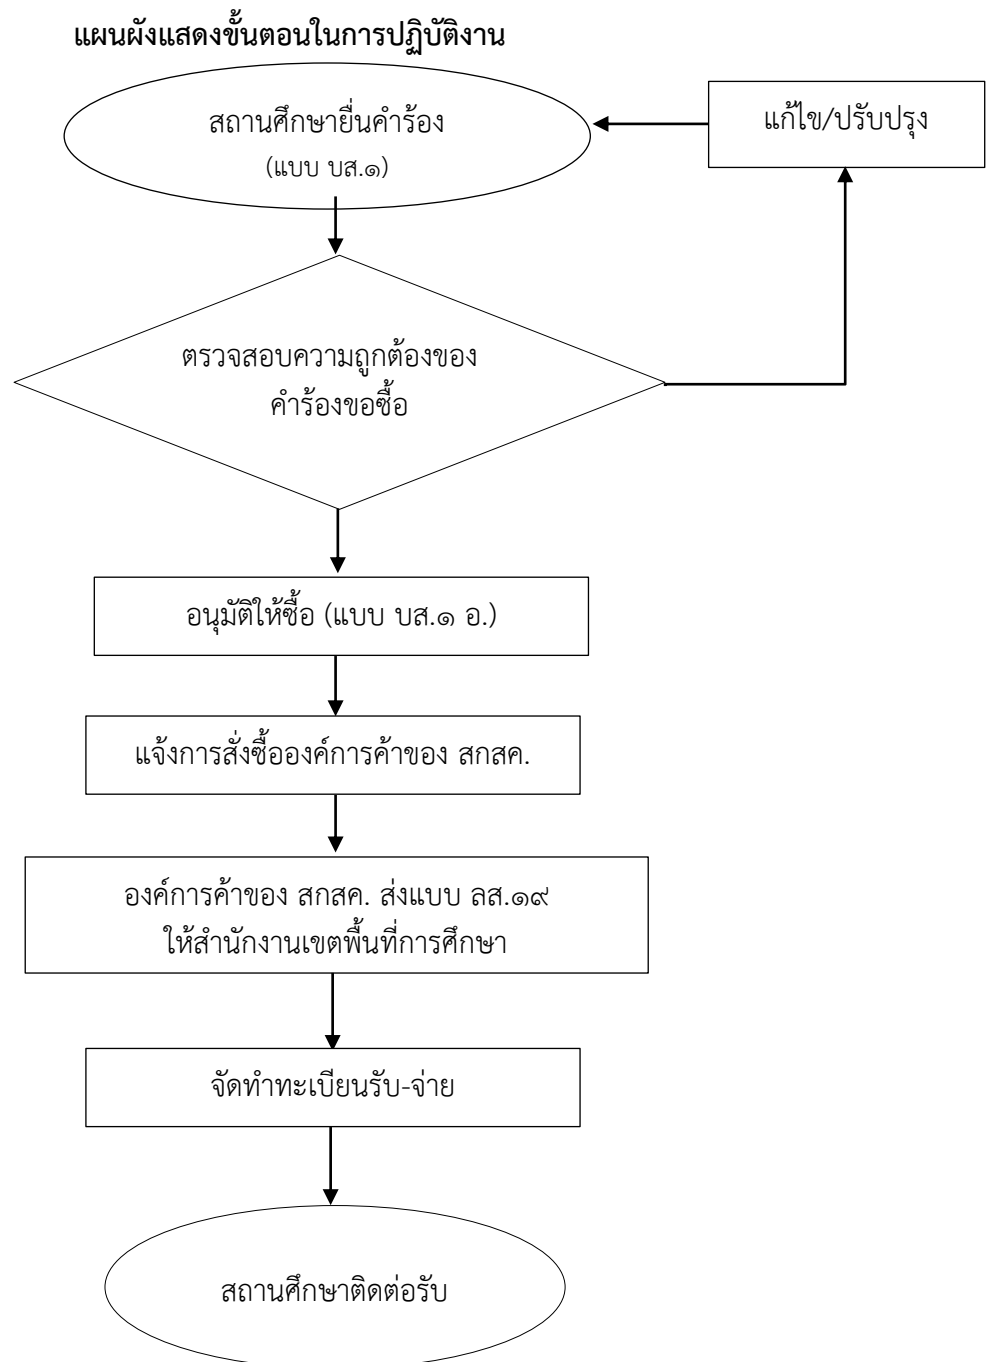 แผนผังแสดงขั้นตอนในการปฏิบัติงาน
สถานศึกษายื่นคำร้อง
(แบบ บส.๑)
แก้ไข/ปรับปรุง
ตรวจสอบความถูกต้องของ
คำร้องขอซื้อ
อนุมัติให้ซื้อ (แบบ บส.๑ อ.)
แจ้งการสั่งซื้อองค์การค้าของ สกสค.
องค์การค้าของ สกสค. ส่งแบบ ลส.๑๙
ให้สำนักงานเขตพื้นที่การศึกษา
จัดทำทะเบียนรับ-จ่าย
สถานศึกษาติดต่อรับ